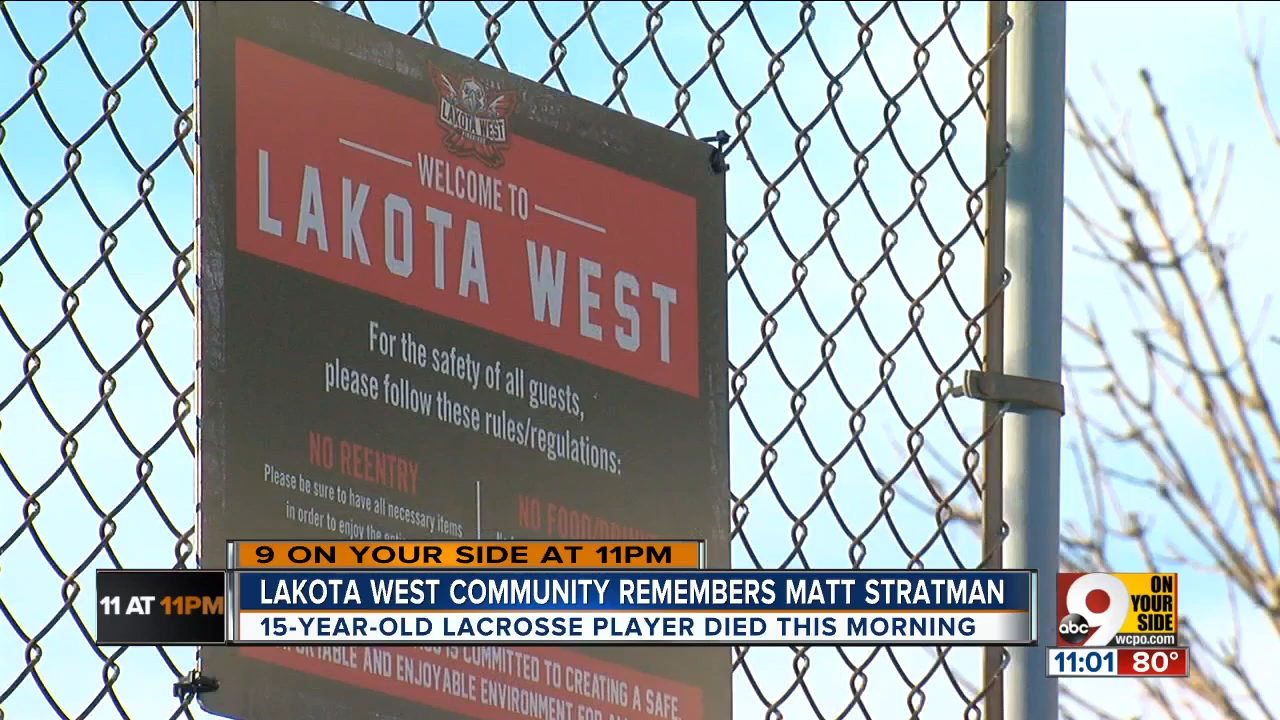 LAKOTA WEST
WELCOME TO
LAKOTA WEST
For the safety of all guests,
please follow these rules/regulations:
NO REENTRY
Please be sure to have all necessary items
in order to enjoy the
NO
9 ON YOUR SIDE AT 11PM
11 AT 11PM
LAKOTA WEST COMMUNITY REMEMBERS MATT STRATMAN
15-YEAR-OLD LACROSSE PLAYER DIED THIS MORNING
abc 9 ON
YOUR
SIDE
wcpo.com
11:01 80°
IS COMMITTED TO CREATING A SAFE,
AND ENJOYABLE ENVIRONMENT FOR